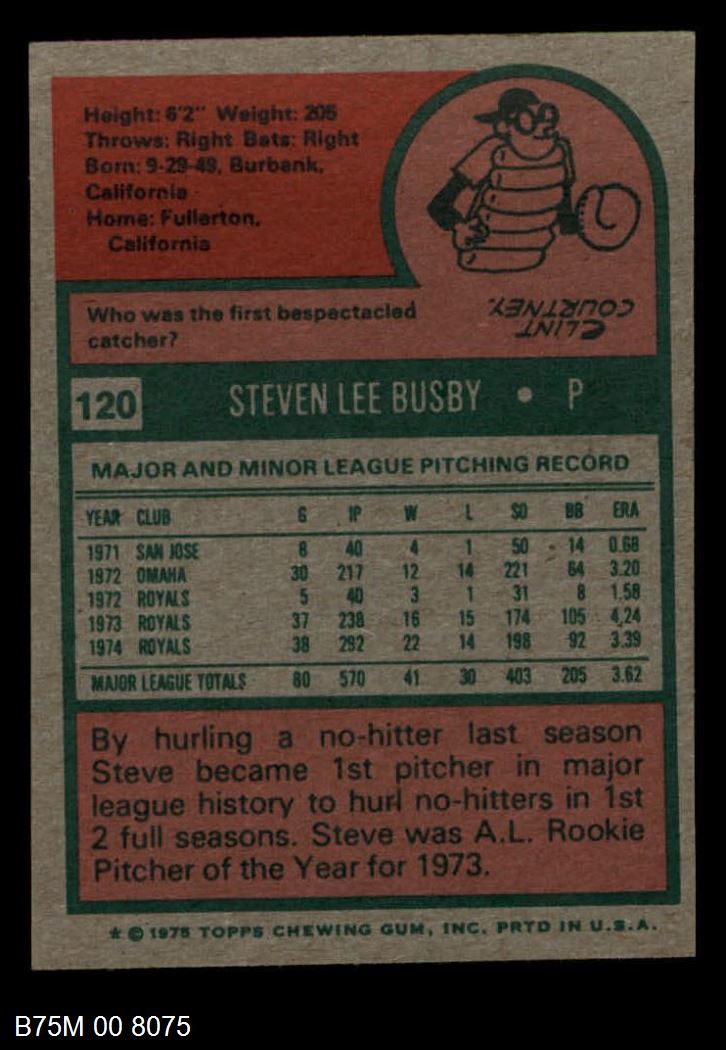 Height: 6'2" Weight: 205
Throws: Right Bats: Right
Born: 9-29-49, Burbank,
California
Home: Fullerton,
California
Who was the first bespectacled
catcher?
CLINT
COURTNEY.
120 STEVEN LEE BUSBY • P
MAJOR AND MINOR LEAGUE PITCHING RECORD
YEAR CLUB G IP W L SO BB ERA
1971 SAN JOSE 8 40 4 1 50 14 0.68
1972 OMAHA 30 217 12 14 221 64 3.20
1972 ROYALS 5 40 3 1 31 8 1.58
1973 ROYALS 37 238 16 15 174 105 4.24
1974 ROYALS 38 292 22 14 198 92 3.39
MAJOR LEAGUE TOTALS 80 570 41 30 403 205 3.62
By hurling a no-hitter last season
Steve became 1st pitcher in major
league history to hurl no-hitters in 1st
2 full seasons. Steve was A.L. Rookie
Pitcher of the Year for 1973.
* © 1975 TOPPS CHEWING GUM, INC. PRTD IN U.S.A.
B75M 00 8075